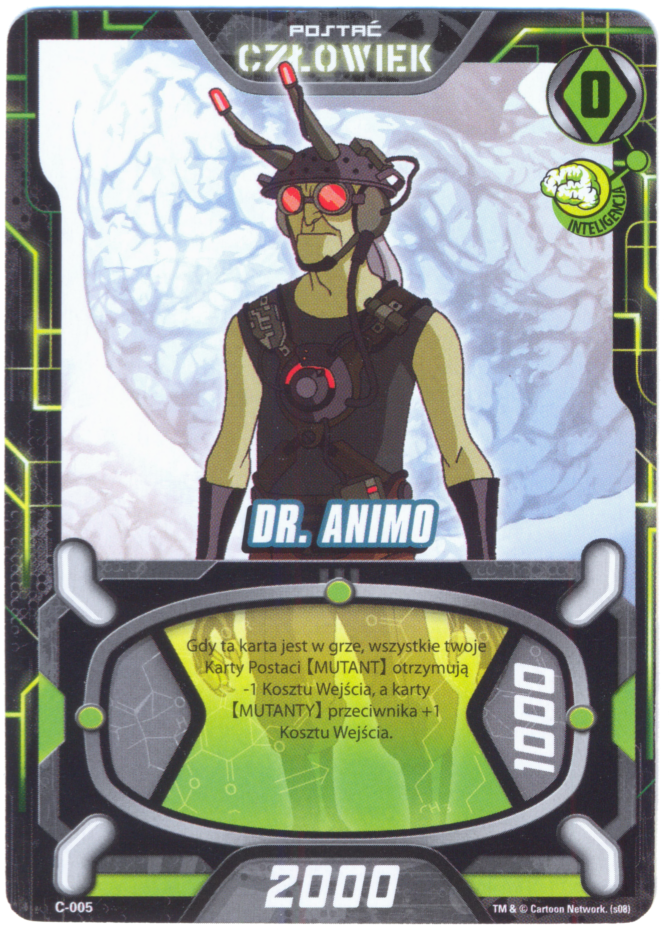 POSTAĆ
CZŁOWIEK
0
INTELIGENCJA
DR. ANIMO
Gdy ta karta jest w grze, wszystkie twoje
Karty Postaci 【MUTANT】 otrzymują
-1 Kosztu Wejścia, a karty
【MUTANTY】 przeciwnika +1
Kosztu Wejścia.
1000
2000
C-005
TM & © Cartoon Network. (s08)